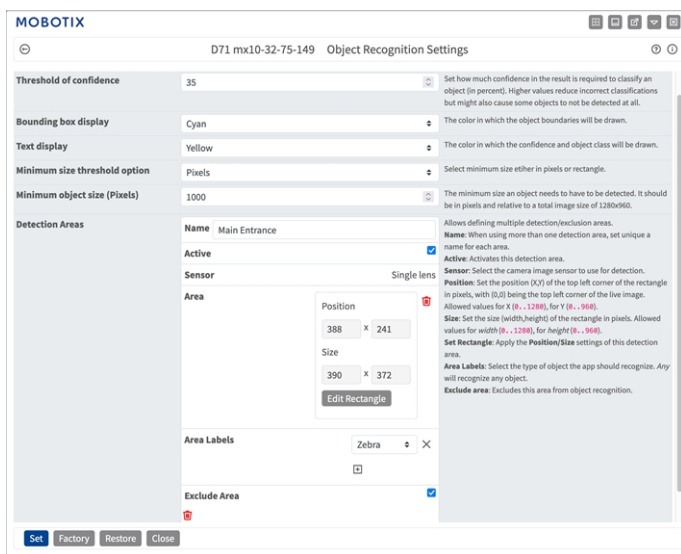 MOBOTIX
D71 mx10-32-75-149 Object Recognition Settings
Threshold of confidence
35
Set how much confidence in the result is required to classify an
object (in percent). Higher values reduce incorrect classifications
but might also cause some objects to not be detected at all.
Bounding box display
Cyan
The color in which the object boundaries will be drawn.
Text display
Yellow
The color in which the confidence and object class will be drawn.
Minimum size threshold option
Pixels
Select minimum size etiher in pixels or rectangle.
Minimum object size (Pixels)
1000
The minimum size an object needs to have to be detected. It should
be in pixels and relative to a total image size of 1280x960.
Detection Areas
Name Main Entrance
Active
Sensor Single lens
Area
Position
388 x 241
Size
390 x 372
Edit Rectangle
Area Labels
Zebra
Exclude Area
Allows defining multiple detection/exclusion areas.
Name: When using more than one detection area, set unique a
name for each area.
Active: Activates this detection area.
Sensor: Select the camera image sensor to use for detection.
Position: Set the position (X,Y) of the top left corner of the rectangle
in pixels, with (0,0) being the top left corner of the live image.
Allowed values for X (0..1280), for Y (0..960).
Size: Set the size (width,height) of the rectangle in pixels. Allowed
values for width (0..1280), for height (0..960).
Set Rectangle: Apply the Position/Size settings of this detection
area.
Area Labels: Select the type of object the app should recognize. Any
will recognize any object.
Exclude area: Excludes this area from object recognition.
Set Factory Restore Close